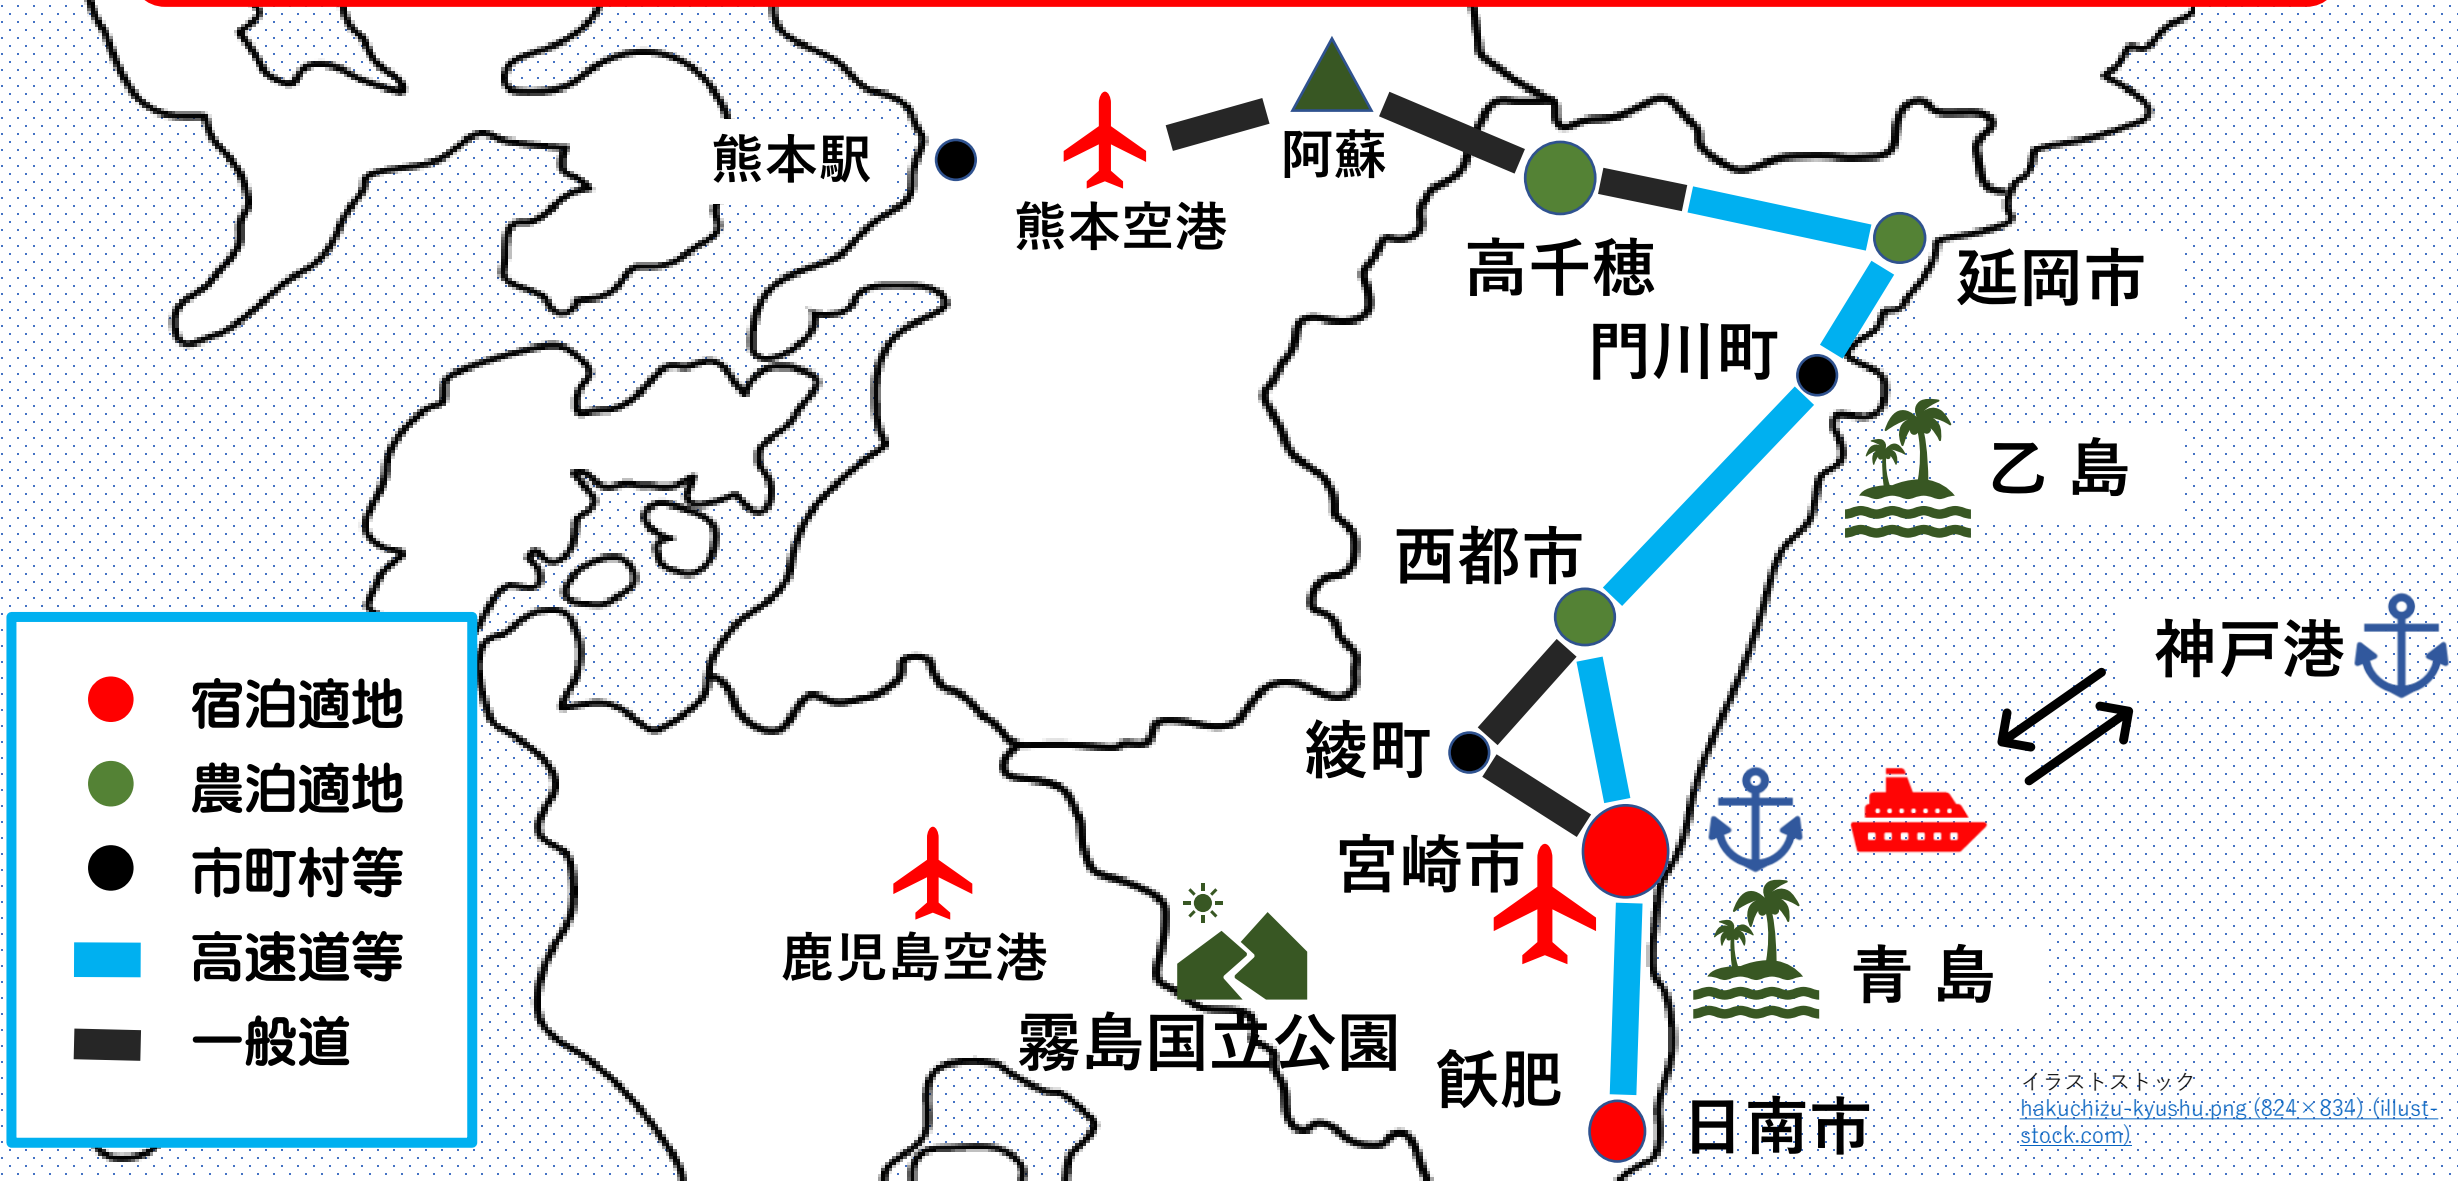 熊本駅
阿蘇
熊本空港
高千穂
延岡市
門川町
乙島
西都市
神戸港
綾町
宮崎市
鹿児島空港
青島
霧島国立公園
飫肥
日南市
宿泊適地
農泊適地
市町村等
高速道等
一般道
イラストストック
hakuchizu-kyushu.png (824×834) (illust-
stock.com)